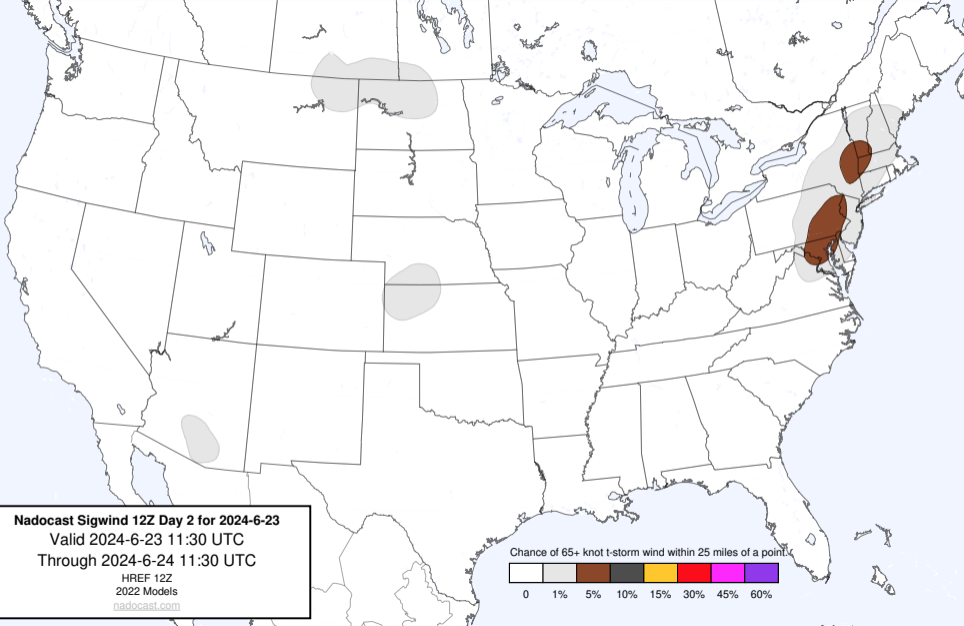 Nadocast Sigwind 12Z Day 2 for 2024-6-23
Valid 2024-6-23 11:30 UTC
Through 2024-6-24 11:30 UTC
HREF 12Z
2022 Models
nadocast.com
Chance of 65+ knot t-storm wind within 25 miles of a point.
0 1% 5% 10% 15% 30% 45% 60%